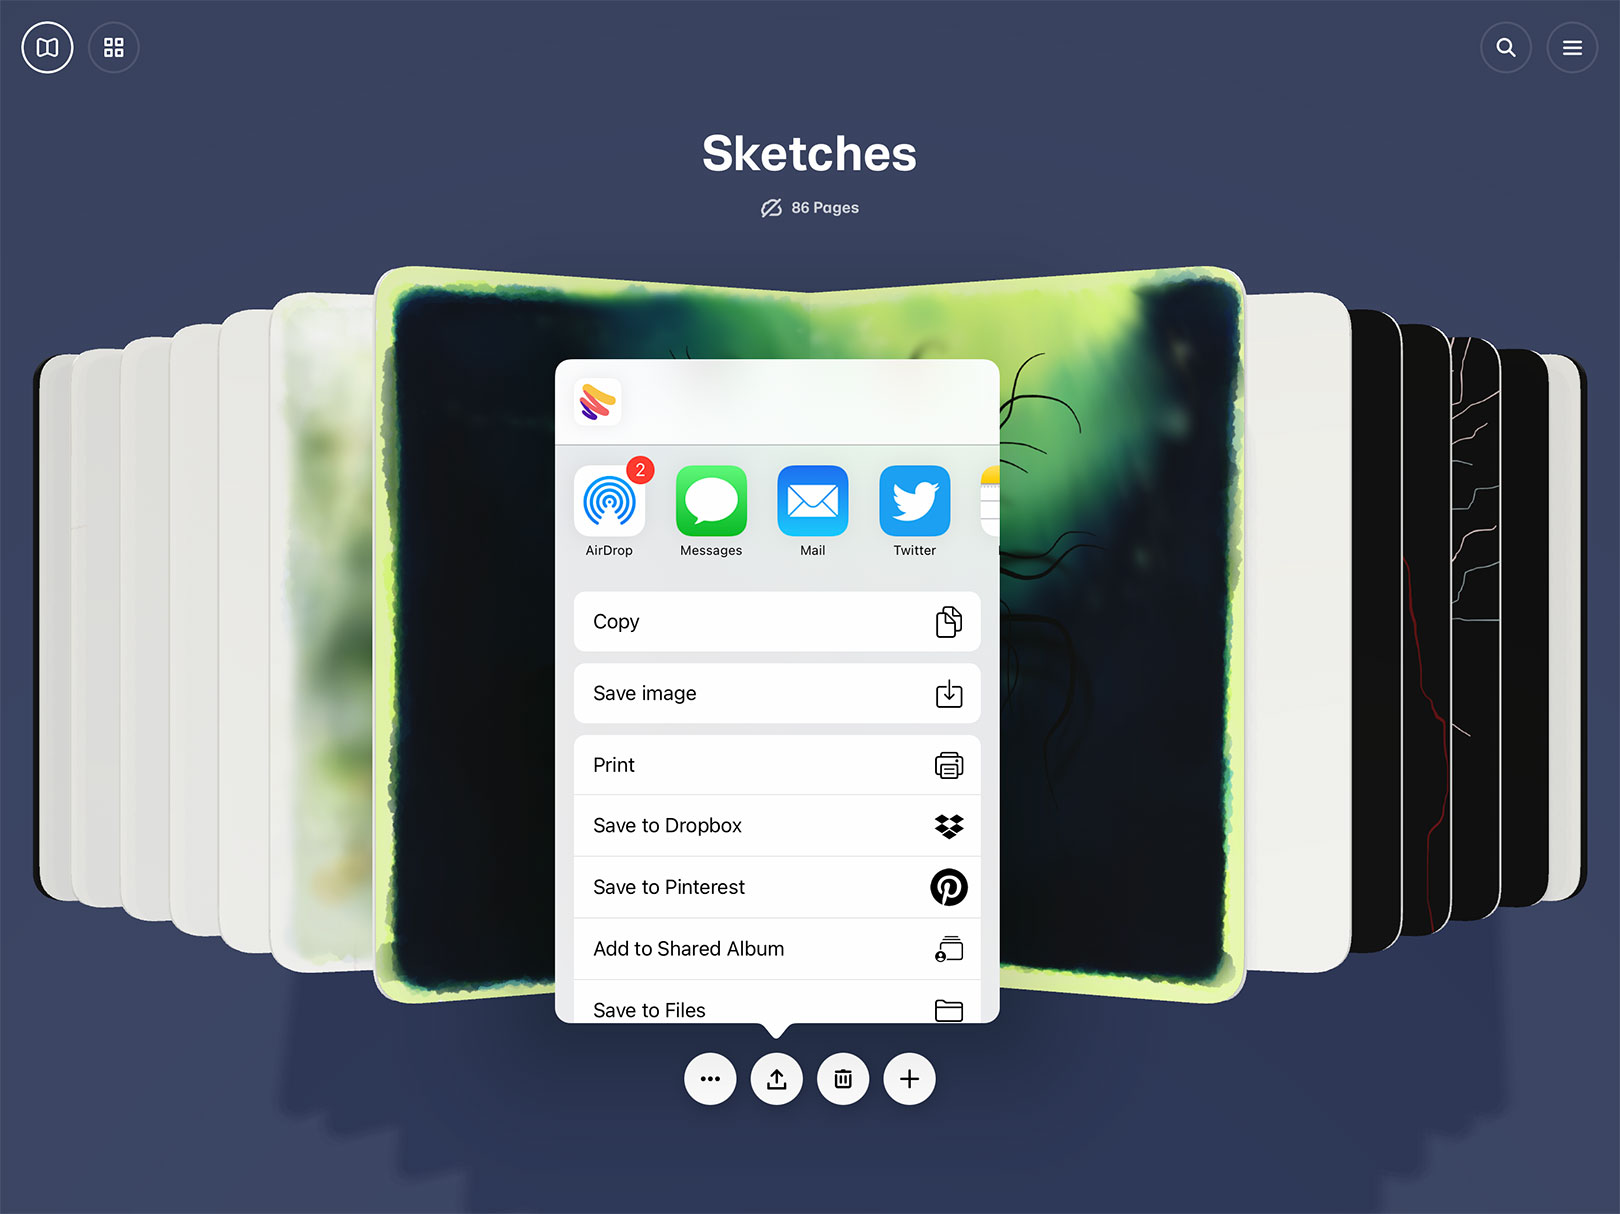 Sketches
86 Pages
2
AirDrop
Messages
Mail
Twitter
Copy
Save image
Print
Save to Dropbox
Save to Pinterest
Add to Shared Album
Save to Files